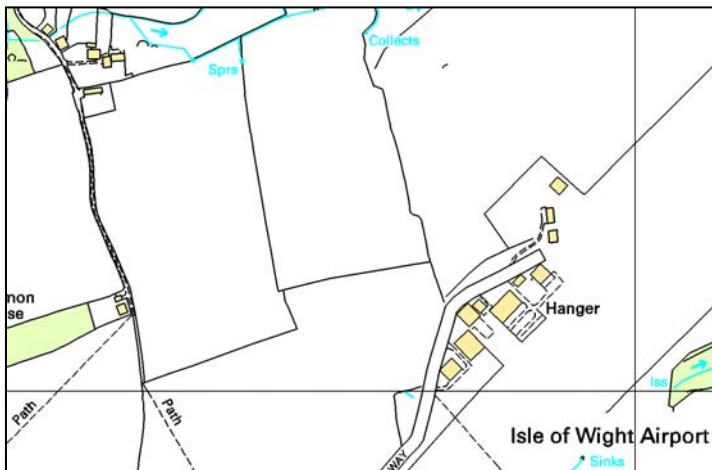 Collects
Sprs
non
se
Hanger
Iss
Path
Path
Isle of Wight Airport
WAY
Sinks